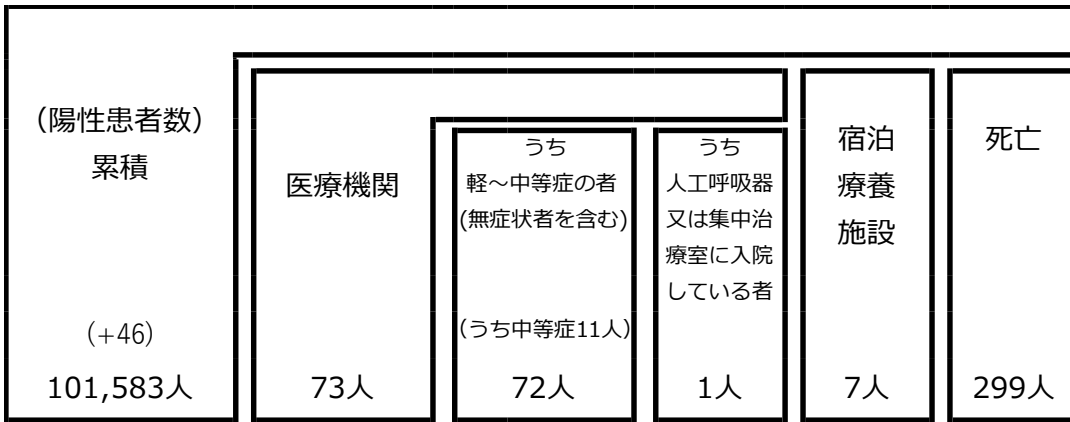 (陽性患者数)
累積
(+46)
101,583人
医療機関
73人
うち
軽～中等症の者
(無症状者を含む)
(うち中等症11人)
72人
うち
人工呼吸器
又は集中治
療室に入院
している者
1人
宿泊
療養
施設
7人
死亡
299人